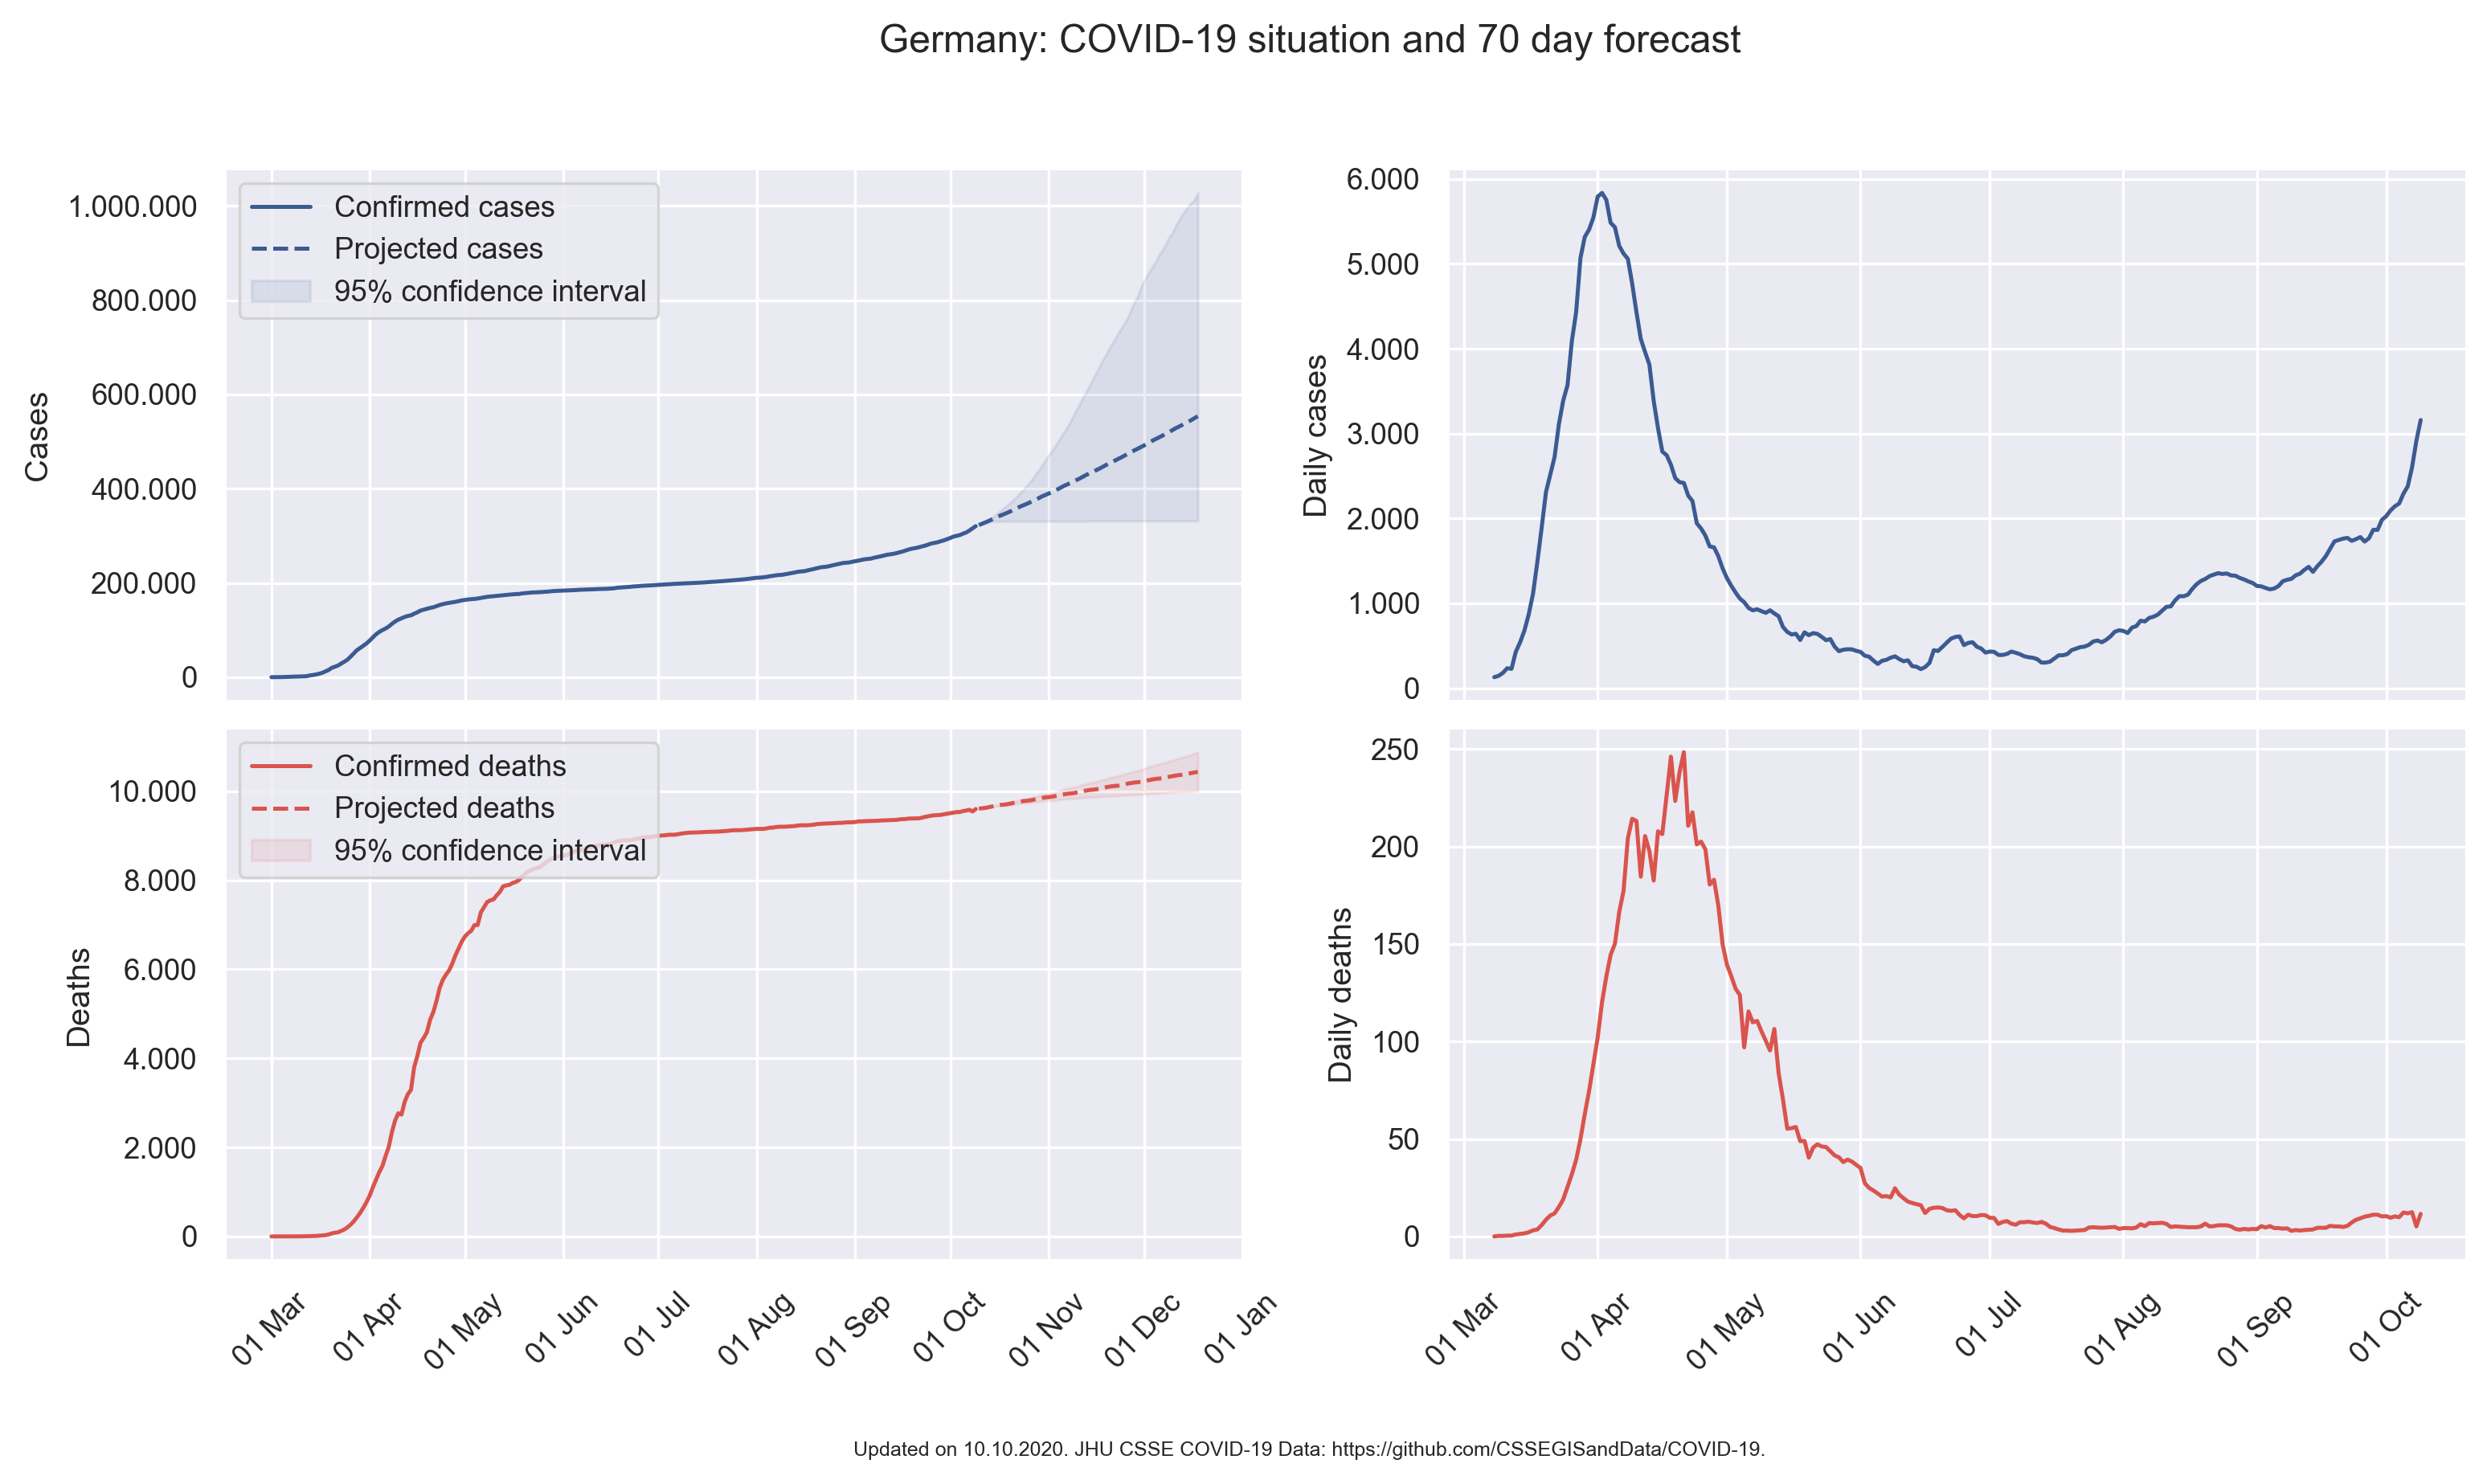 Germany: COVID-19 situation and 70 day forecast
Confirmed cases
Projected cases
95% confidence interval
Cases
1.000.000
800.000
600.000
400.000
200.000
0
Daily cases
6.000
5.000
4.000
3.000
2.000
1.000
0
Confirmed deaths
Projected deaths
95% confidence interval
Deaths
10.000
8.000
6.000
4.000
2.000
0
01 Mar
01 Apr
01 May
01 Jun
01 Jul
01 Aug
01 Sep
01 Oct
01 Nov
01 Dec
01 Jan
Daily deaths
250
200
150
100
50
0
01 Mar
01 Apr
01 May
01 Jun
01 Jul
01 Aug
01 Sep
01 Oct
Updated on 10.10.2020. JHU CSSE COVID-19 Data: https://github.com/CSSEGISandData/COVID-19.